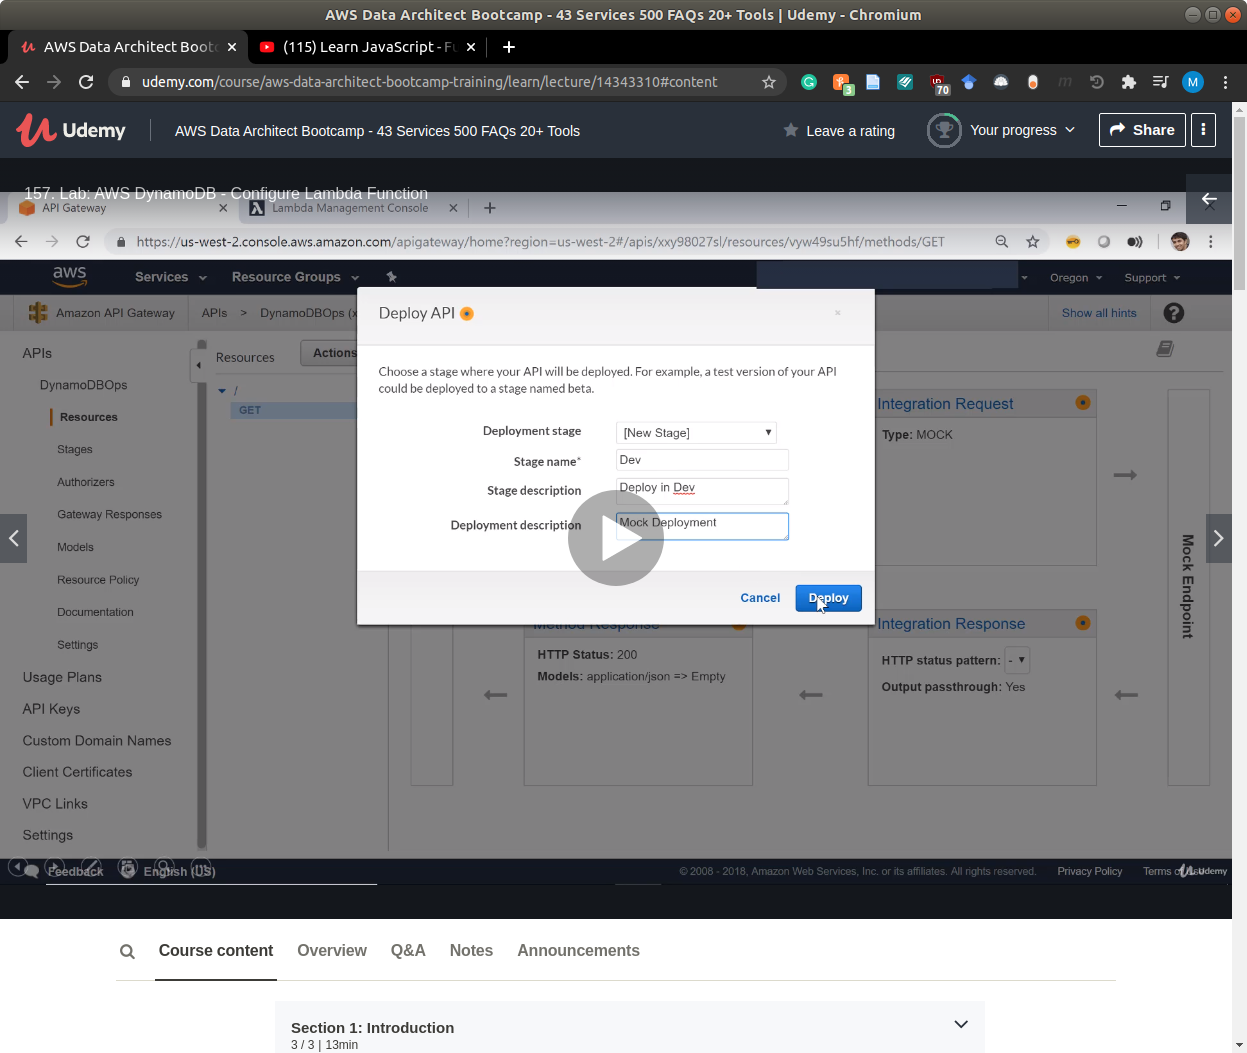 AWS Data Architect Bootcamp - 43 Services 500 FAQs 20+ Tools | Udemy - Chromium
AWS Data Architect Bootc
(115) Learn JavaScript - Fu
udemy.com/course/aws-data-architect-bootcamp-training/learn/lecture/14343310#content
3
70
M
Udemy
AWS Data Architect Bootcamp - 43 Services 500 FAQs 20+ Tools
Leave a rating
Your progress
Share
157. Lab: AWS DynamoDB - Configure Lambda Function
API Gateway
Lambda Management Console
https://us-west-2.console.aws.amazon.com/apigateway/home?region=us-west-2#/apis/xxy98027sl/resources/vyw49su5hf/methods/GET
aws
Services
Resource Groups
Oregon
Support
Amazon API Gateway
APIs > DynamoDBOps (x
Show all hints
?
APIs
DynamoDBOps
Resources
Stages
Authorizers
Gateway Responses
Models
Resource Policy
Documentation
Settings
Usage Plans
API Keys
Custom Domain Names
Client Certificates
VPC Links
Settings
Resources
Actions
/
GET
Deploy API
Choose a stage where your API will be deployed. For example, a test version of your API
could be deployed to a stage named beta.
Deployment stage
[New Stage]
Stage name*
Dev
Stage description
Deploy in Dev
Deployment description
Mock Deployment
Cancel
Deploy
Integration Request
Type: MOCK
Mock Endpoint
Method Response
HTTP Status: 200
Models: application/json => Empty
Integration Response
HTTP status pattern: -
Output passthrough: Yes
Feedback
English (US)
© 2008 - 2018, Amazon Web Services, Inc. or its affiliates. All rights reserved.
Privacy Policy
Terms of
Udemy
Course content
Overview
Q&A
Notes
Announcements
Section 1: Introduction
3 / 3 | 13min